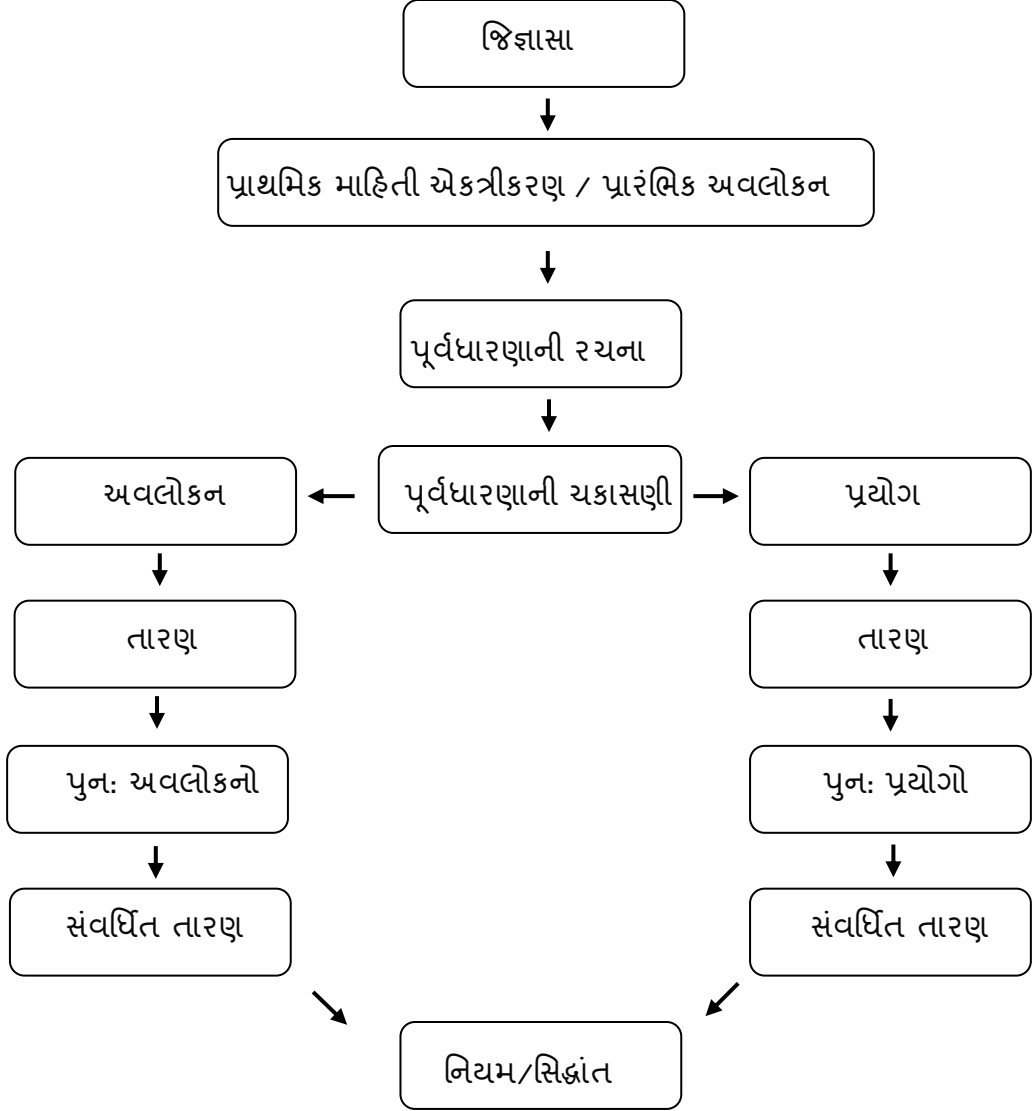 જિજ્ઞાસા
પ્રાથમિક માહિતી એકત્રીકરણ / પ્રારંભિક અવલોકન
પૂર્વધારણાની રચના
અવલોકન
પૂર્વધારણાની ચકાસણી
પ્રયોગ
તારણ
તારણ
પુન: અવલોકનો
પુન: પ્રયોગો
સંવર્ધિત તારણ
સંવર્ધિત તારણ
નિયમ/સિદ્ધાંત